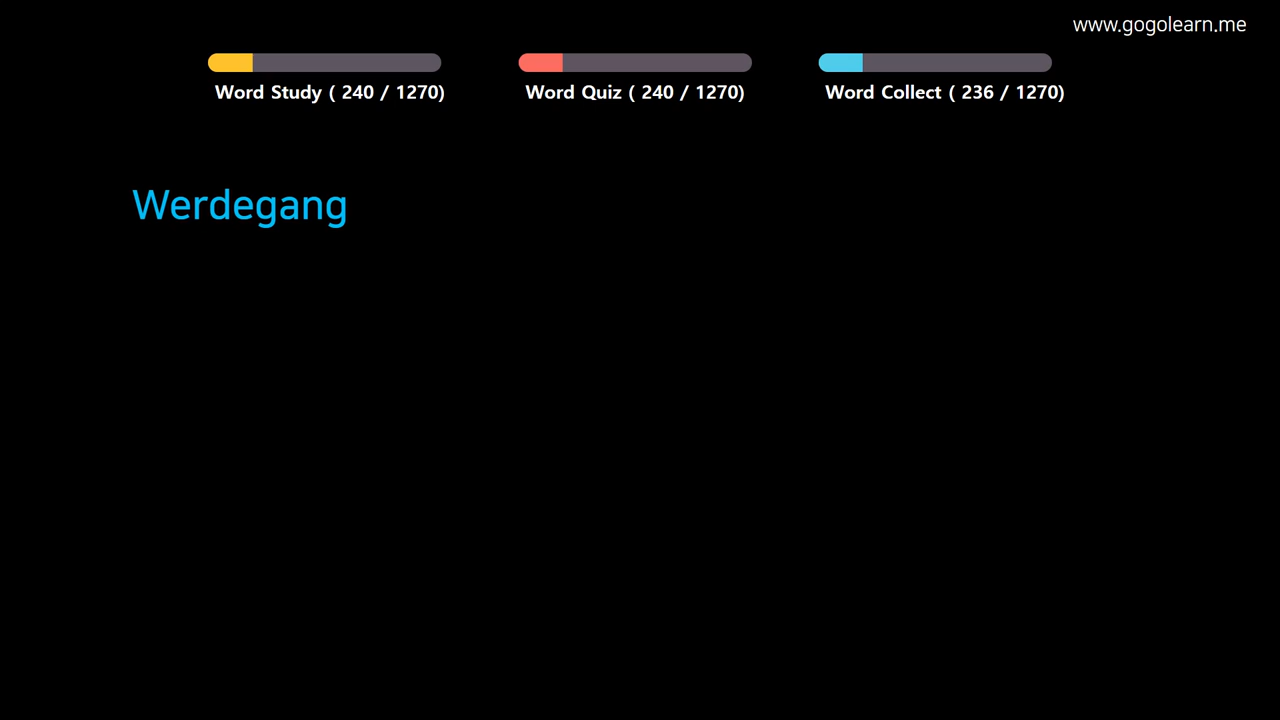 www.gogolearn.me
Word Study ( 240 / 1270)
Word Quiz ( 240 / 1270)
Word Collect ( 236 / 1270)
Werdegang